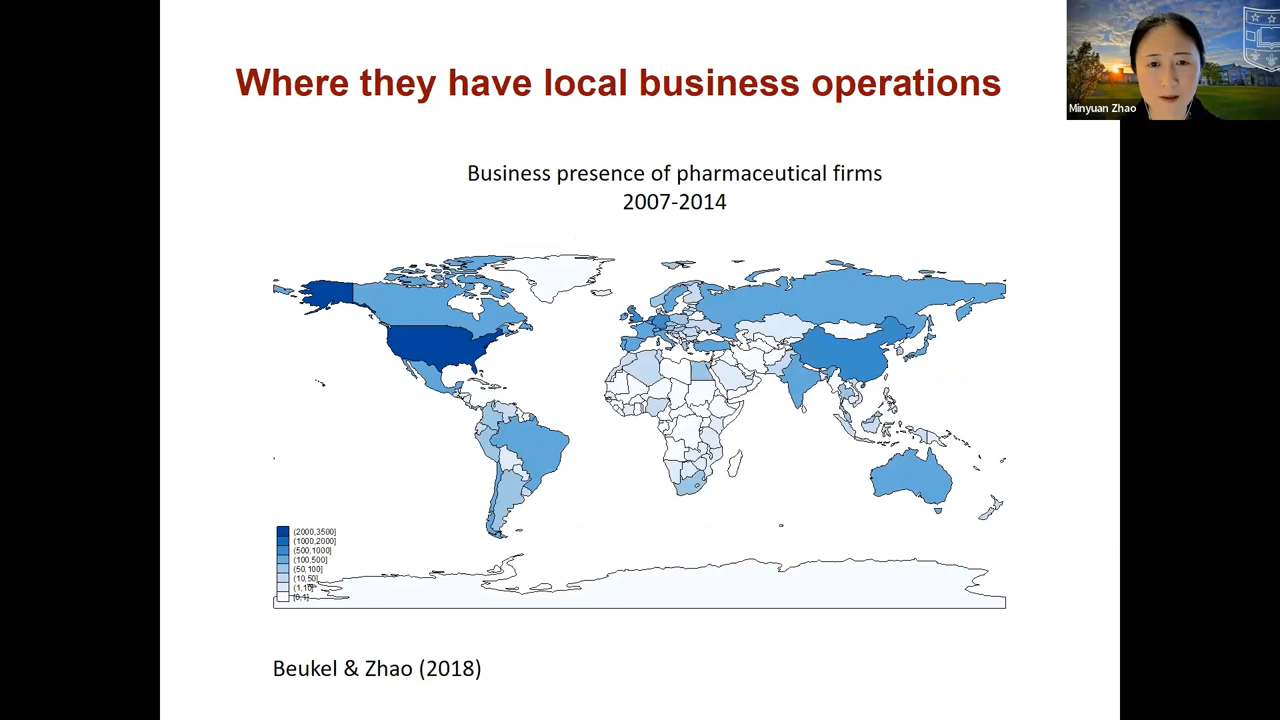 Where they have local business operations
Minyuan Zhao
Business presence of pharmaceutical firms
2007-2014
(2000,3500]
(1000,2000]
(500,1000]
(100,500]
(50,100]
(10,50]
(1,10]
[0,1]
Beukel & Zhao (2018)